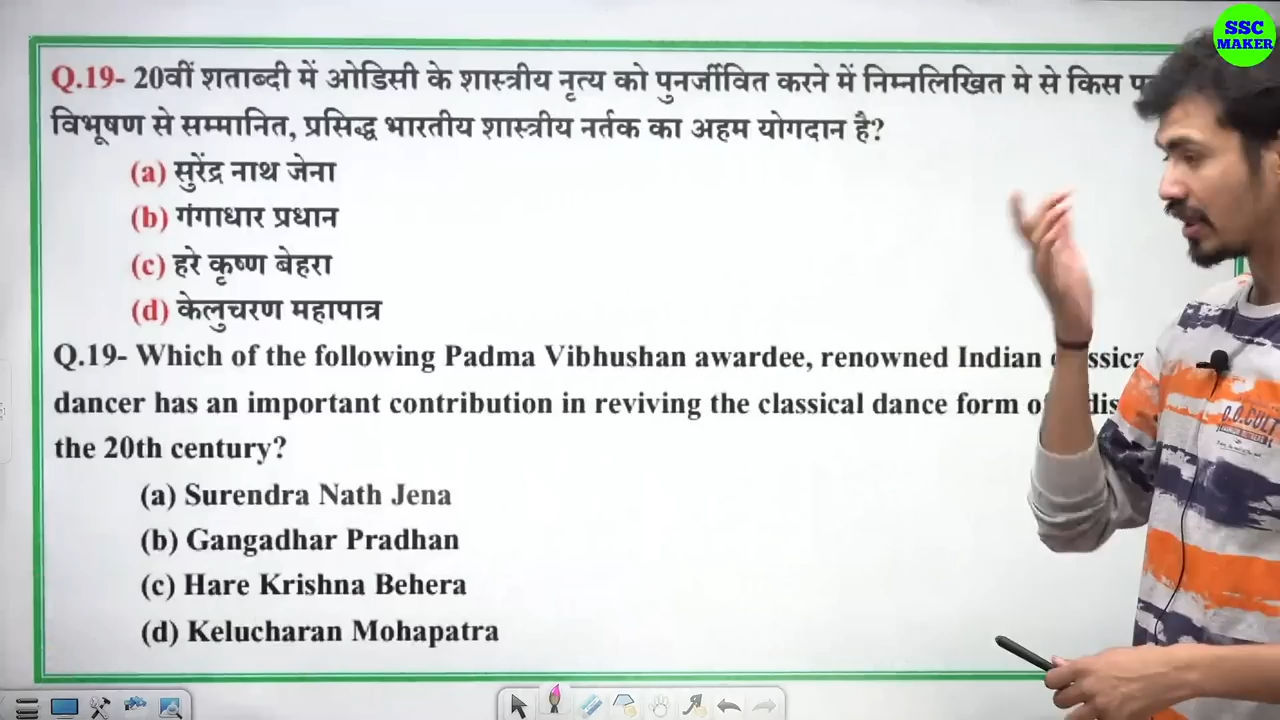 SSC
MAKER
Q.19- 20वीं शताब्दी में ओडिसी के शास्त्रीय नृत्य को पुनर्जीवित करने में निम्नलिखित मे से किस
विभूषण से सम्मानित, प्रसिद्ध भारतीय शास्त्रीय नर्तक का अहम योगदान है?
(a) सुरेंद्र नाथ जेना
(b) गंगाधार प्रधान
(c) हरे कृष्ण बेहरा
(d) केलुचरण महापात्र
Q.19- Which of the following Padma Vibhushan awardee, renowned Indian
dancer has an important contribution in reviving the classical dance form
the 20th century?
(a) Surendra Nath Jena
(b) Gangadhar Pradhan
(c) Hare Krishna Behera
(d) Kelucharan Mohapatra